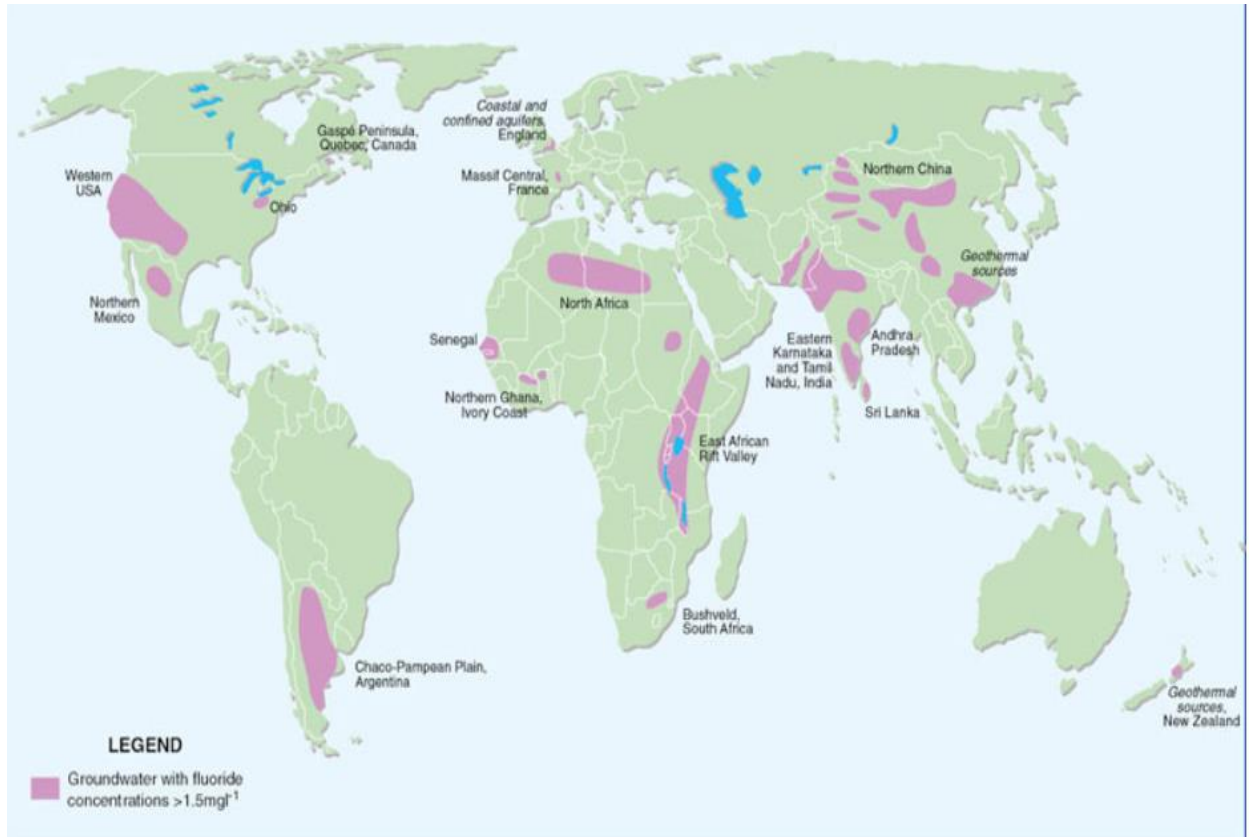 Coastal and
confined aquifers,
England
Gaspé Peninsula,
Quebec, Canada
Western
USA
Massif Central,
France
Northern China
Ohio
Geothermal
sources
Northern
Mexico
North Africa
Senegal
Eastern
Karnataka
and Tamil
Nadu, India
Andhra
Pradesh
Northern Ghana,
Ivory Coast
Sri Lanka
East African
Rift Valley
Bushveld,
South Africa
Chaco-Pampean Plain,
Argentina
Geothermal
sources,
New Zealand
LEGEND
Groundwater with fluoride
concentrations >1.5mgl⁻¹